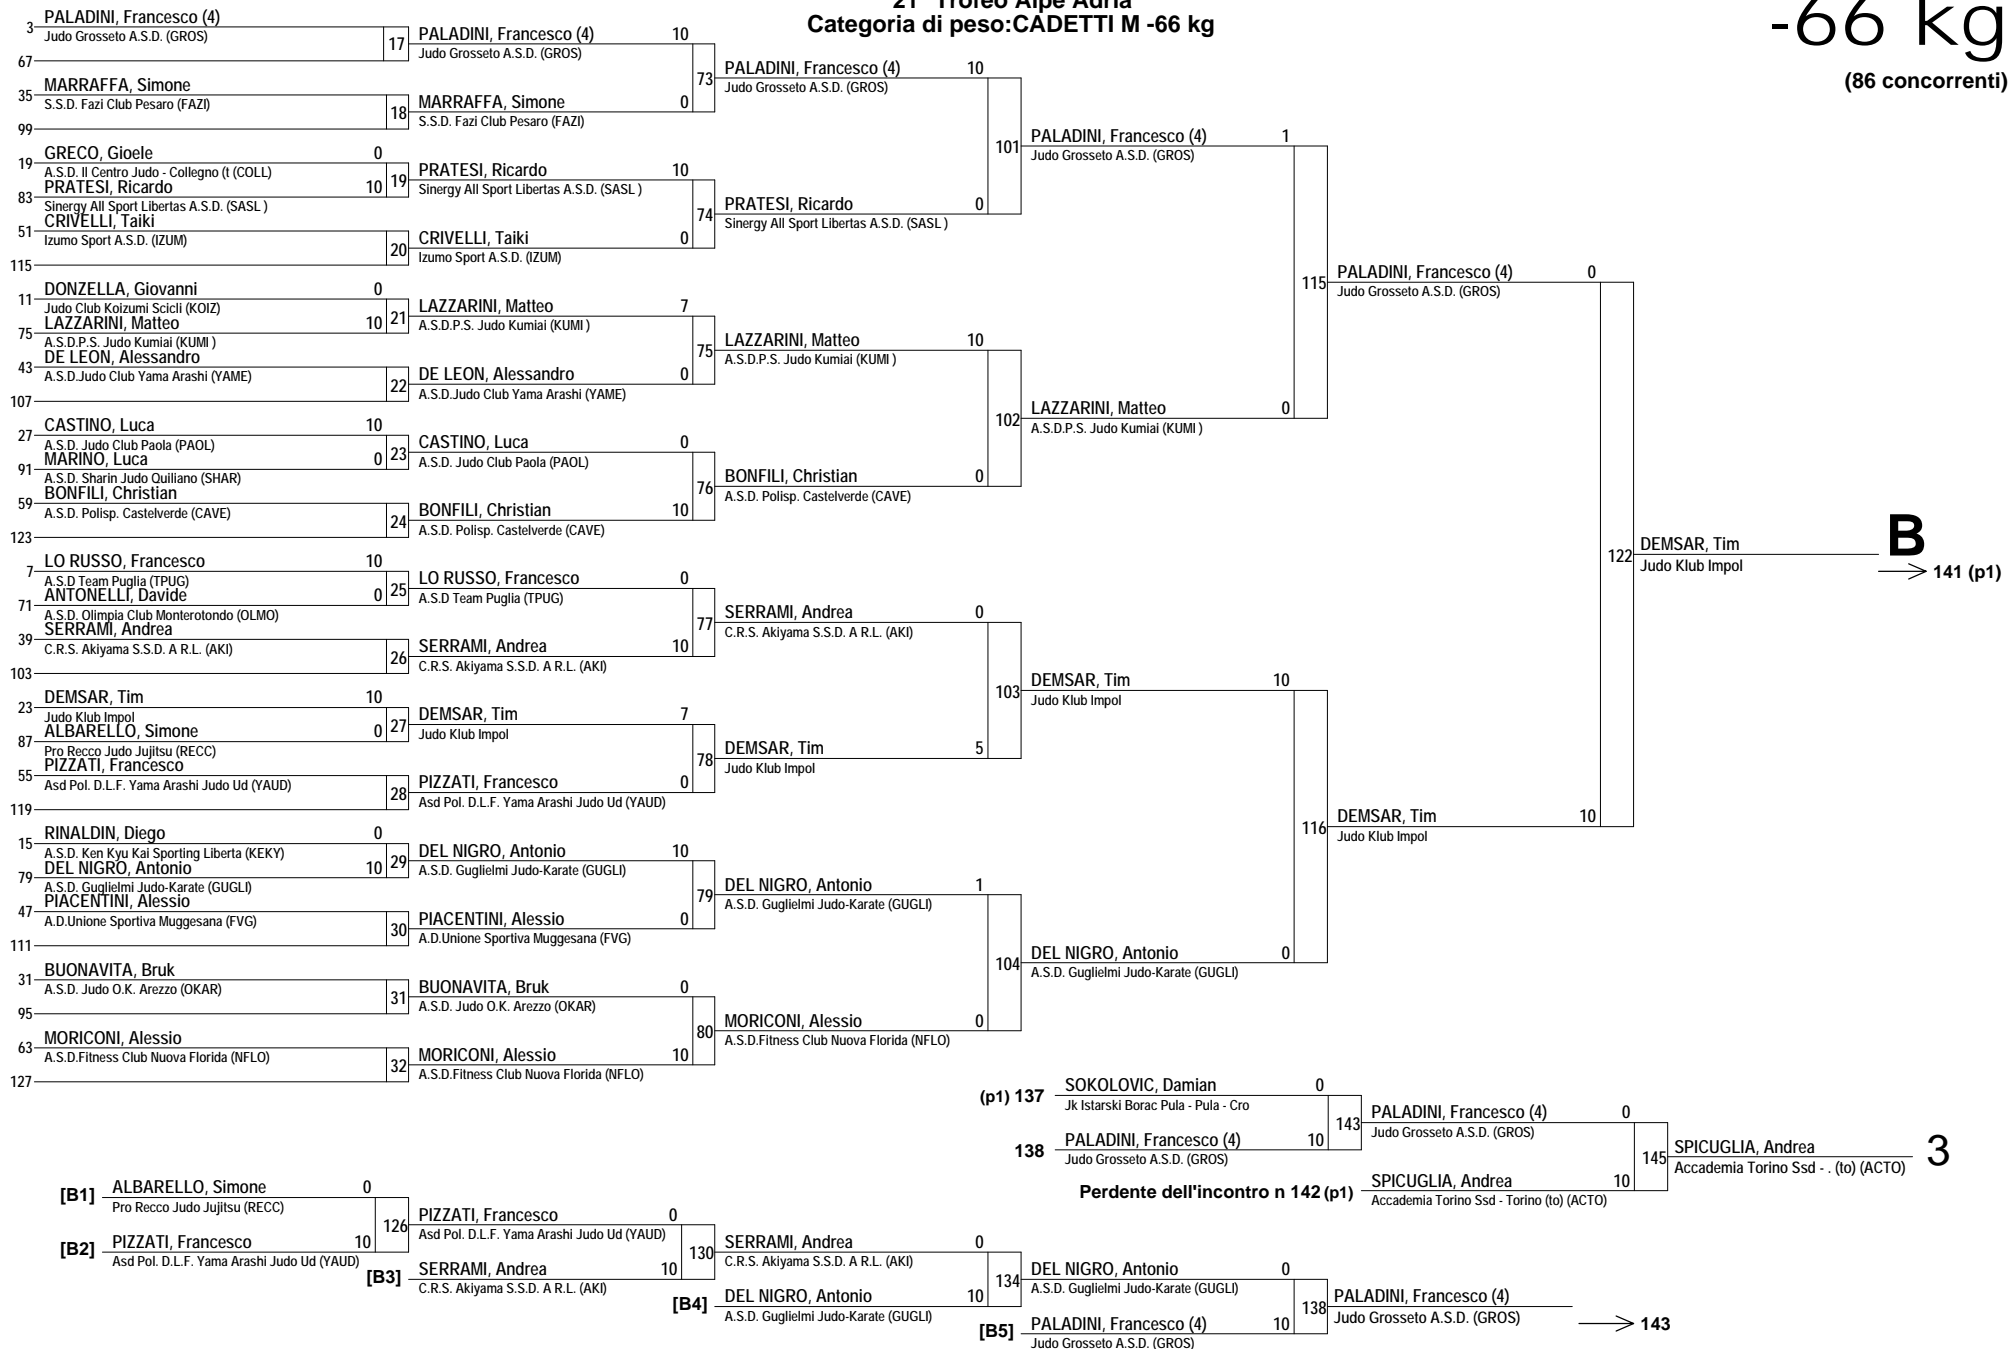 21° Trofeo Alpe Adria
Categoria di peso:CADETTI M -66 kg
-66 kg
(86 concorrenti)
3 PALADINI, Francesco (4)
Judo Grosseto A.S.D. (GROS)
17
67
35 MARRAFFA, Simone
S.S.D. Fazi Club Pesaro (FAZI)
18
99
19 GRECO, Gioele 0
A.S.D. Il Centro Judo - Collegno (t (COLL)
19
83 PRATESI, Ricardo 10
Sinergy All Sport Libertas A.S.D. (SASL )
51 CRIVELLI, Taiki
Izumo Sport A.S.D. (IZUM)
20
115
11 DONZELLA, Giovanni 0
Judo Club Koizumi Scicli (KOIZ)
21
75 LAZZARINI, Matteo 10
A.S.D.P.S. Judo Kumiai (KUMI )
43 DE LEON, Alessandro
A.S.D.Judo Club Yama Arashi (YAME)
22
107
27 CASTINO, Luca 10
A.S.D. Judo Club Paola (PAOL)
23
91 MARINO, Luca 0
A.S.D. Sharin Judo Quiliano (SHAR)
59 BONFILI, Christian
A.S.D. Polisp. Castelverde (CAVE)
24
123
7 LO RUSSO, Francesco 10
A.S.D Team Puglia (TPUG)
25
71 ANTONELLI, Davide 0
A.S.D. Olimpia Club Monterotondo (OLMO)
39 SERRAMI, Andrea
C.R.S. Akiyama S.S.D. A R.L. (AKI)
26
103
23 DEMSAR, Tim 10
Judo Klub Impol
27
87 ALBARELLO, Simone 0
Pro Recco Judo Jujitsu (RECC)
55 PIZZATI, Francesco
Asd Pol. D.L.F. Yama Arashi Judo Ud (YAUD)
28
119
15 RINALDIN, Diego 0
A.S.D. Ken Kyu Kai Sporting Liberta (KEKY)
29
79 DEL NIGRO, Antonio 10
A.S.D. Guglielmi Judo-Karate (GUGLI)
47 PIACENTINI, Alessio
A.D.Unione Sportiva Muggesana (FVG)
30
111
31 BUONAVITA, Bruk
A.S.D. Judo O.K. Arezzo (OKAR)
31
95
63 MORICONI, Alessio
A.S.D.Fitness Club Nuova Florida (NFLO)
32
127
PALADINI, Francesco (4) 10
Judo Grosseto A.S.D. (GROS)
73
MARRAFFA, Simone 0
S.S.D. Fazi Club Pesaro (FAZI)
PRATESI, Ricardo 10
Sinergy All Sport Libertas A.S.D. (SASL )
74
CRIVELLI, Taiki 0
Izumo Sport A.S.D. (IZUM)
LAZZARINI, Matteo 7
A.S.D.P.S. Judo Kumiai (KUMI )
75
DE LEON, Alessandro 0
A.S.D.Judo Club Yama Arashi (YAME)
CASTINO, Luca 0
A.S.D. Judo Club Paola (PAOL)
76
BONFILI, Christian 10
A.S.D. Polisp. Castelverde (CAVE)
LO RUSSO, Francesco 0
A.S.D Team Puglia (TPUG)
77
SERRAMI, Andrea 10
C.R.S. Akiyama S.S.D. A R.L. (AKI)
DEMSAR, Tim 7
Judo Klub Impol
78
PIZZATI, Francesco 0
Asd Pol. D.L.F. Yama Arashi Judo Ud (YAUD)
DEL NIGRO, Antonio 10
A.S.D. Guglielmi Judo-Karate (GUGLI)
79
PIACENTINI, Alessio 0
A.D.Unione Sportiva Muggesana (FVG)
BUONAVITA, Bruk 0
A.S.D. Judo O.K. Arezzo (OKAR)
80
MORICONI, Alessio 10
A.S.D.Fitness Club Nuova Florida (NFLO)
PALADINI, Francesco (4) 10
Judo Grosseto A.S.D. (GROS)
101
PRATESI, Ricardo 0
Sinergy All Sport Libertas A.S.D. (SASL )
LAZZARINI, Matteo 10
A.S.D.P.S. Judo Kumiai (KUMI )
102
BONFILI, Christian 0
A.S.D. Polisp. Castelverde (CAVE)
SERRAMI, Andrea 0
C.R.S. Akiyama S.S.D. A R.L. (AKI)
103
DEMSAR, Tim 5
Judo Klub Impol
DEL NIGRO, Antonio 1
A.S.D. Guglielmi Judo-Karate (GUGLI)
104
MORICONI, Alessio 0
A.S.D.Fitness Club Nuova Florida (NFLO)
PALADINI, Francesco (4) 1
Judo Grosseto A.S.D. (GROS)
115
LAZZARINI, Matteo 0
A.S.D.P.S. Judo Kumiai (KUMI )
DEMSAR, Tim 10
Judo Klub Impol
116
DEL NIGRO, Antonio 0
A.S.D. Guglielmi Judo-Karate (GUGLI)
PALADINI, Francesco (4) 0
Judo Grosseto A.S.D. (GROS)
122
DEMSAR, Tim 10
Judo Klub Impol
DEMSAR, Tim
Judo Klub Impol
B
141 (p1)
(p1) 137 SOKOLOVIC, Damian 0
Jk Istarski Borac Pula - Pula - Cro
143
138 PALADINI, Francesco (4) 10
Judo Grosseto A.S.D. (GROS)
PALADINI, Francesco (4) 0
Judo Grosseto A.S.D. (GROS)
145
Perdente dell'incontro n 142 (p1) SPICUGLIA, Andrea 10
Accademia Torino Ssd - Torino (to) (ACTO)
SPICUGLIA, Andrea
Accademia Torino Ssd - . (to) (ACTO)
3
[B1] ALBARELLO, Simone 0
Pro Recco Judo Jujitsu (RECC)
126
[B2] PIZZATI, Francesco 10
Asd Pol. D.L.F. Yama Arashi Judo Ud (YAUD)
PIZZATI, Francesco 0
Asd Pol. D.L.F. Yama Arashi Judo Ud (YAUD)
130
[B3] SERRAMI, Andrea 10
C.R.S. Akiyama S.S.D. A R.L. (AKI)
SERRAMI, Andrea 0
C.R.S. Akiyama S.S.D. A R.L. (AKI)
134
[B4] DEL NIGRO, Antonio 10
A.S.D. Guglielmi Judo-Karate (GUGLI)
DEL NIGRO, Antonio 0
A.S.D. Guglielmi Judo-Karate (GUGLI)
138
[B5] PALADINI, Francesco (4) 10
Judo Grosseto A.S.D. (GROS)
PALADINI, Francesco (4)
Judo Grosseto A.S.D. (GROS)
143